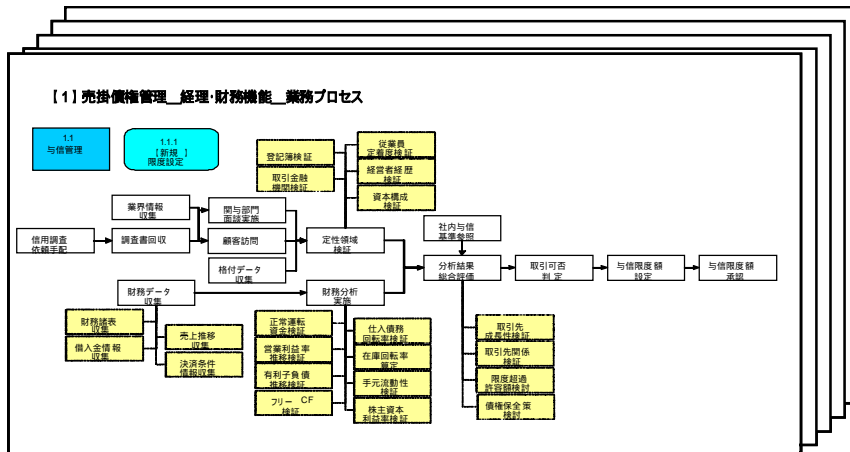 【1】売掛債権管理__経理・財務機能__業務プロセス
1.1
与信管理
1.1.1
【新規】
限度設定
登記簿検証
従業員
定着度検証
取引金融
機関検証
経営者経歴
検証
資本構成
検証
業界情報
収集
関与部門
面談実施
社内与信
基準参照
信用調査
依頼手配
調査書回収
顧客訪問
定性領域
検証
格付データ
収集
分析結果
総合評価
取引可否
判定
与信限度額
設定
与信限度額
承認
財務データ
収集
財務分析
実施
財務諸表
収集
売上推移
収集
借入金情報
収集
決済条件
情報収集
正常運転
資金検証
仕入債務
回転率検証
営業利益率
推移検証
在庫回転率
算定
有利子負債
推移検証
手元流動性
検証
フリー CF
検証
株主資本
利益率検証
取引先
成長性検証
取引先関係
検証
限度超過
許容額検討
債権保全策
検討